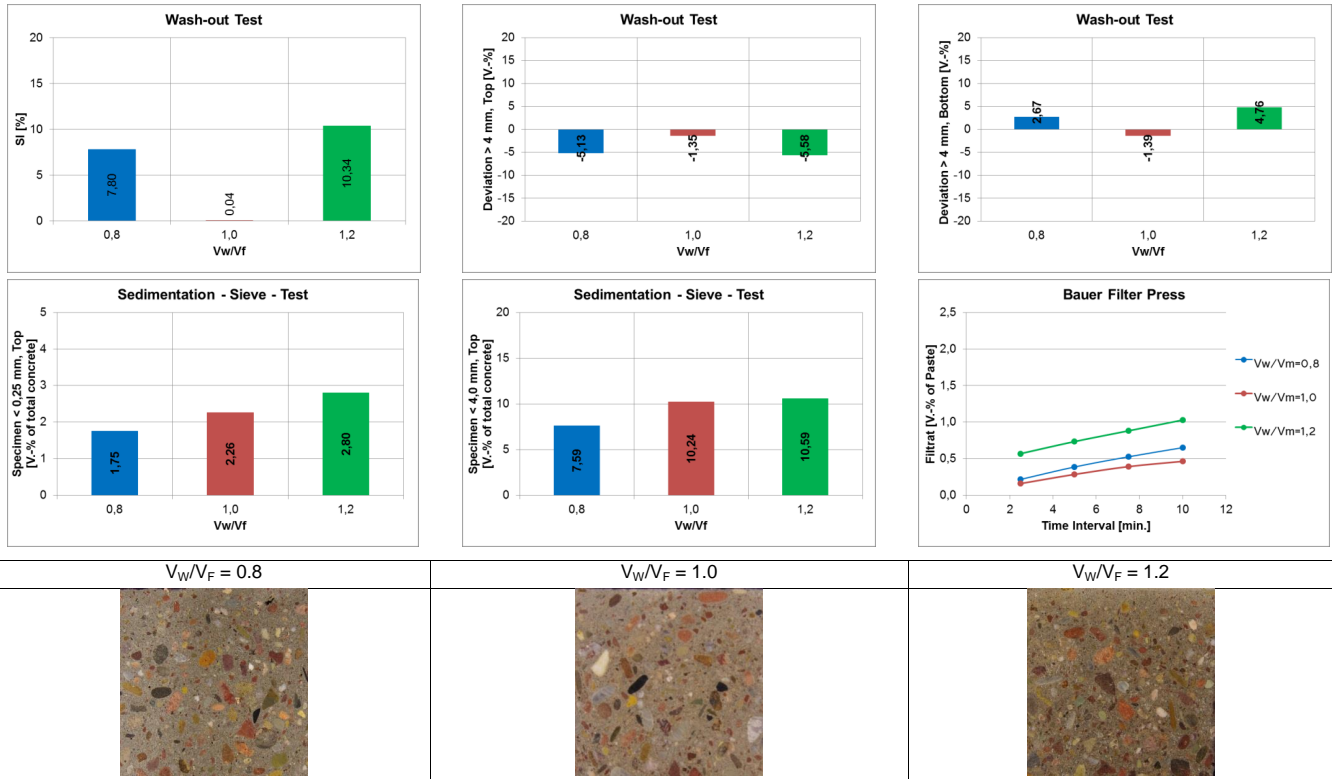 Wash-out Test
SI [%]
20
15
10
5
0
7,80
0,04
10,34
0,8
1,0
1,2
Vw/Vf
Wash-out Test
Deviation > 4 mm, Top [V.-%]
20
15
10
5
0
-5
-10
-15
-20
-5,13
-1,35
-5,58
0,8
1,0
1,2
Vw/Vf
Wash-out Test
Deviation > 4 mm, Bottom [V.-%]
20
15
10
5
0
-5
-10
-15
-20
2,67
-1,39
4,76
0,8
1,0
1,2
Vw/Vf
Sedimentation - Sieve - Test
Specimen < 0,25 mm, Top
[V.-% of total concrete]
5
4
3
2
1
0
1,75
2,26
2,80
0,8
1,0
1,2
Vw/Vf
Sedimentation - Sieve - Test
Specimen < 4,0 mm, Top
[V.-% of total concrete]
20
15
10
5
0
7,59
10,24
10,59
0,8
1,0
1,2
Vw/Vf
Bauer Filter Press
Filtrat [V.-% of Paste]
2,5
2,0
1,5
1,0
0,5
0,0
0
2
4
6
8
10
12
Time Interval [min.]
Vw/Vm=0,8
Vw/Vm=1,0
Vw/Vm=1,2
VW/VF = 0.8
VW/VF = 1.0
VW/VF = 1.2